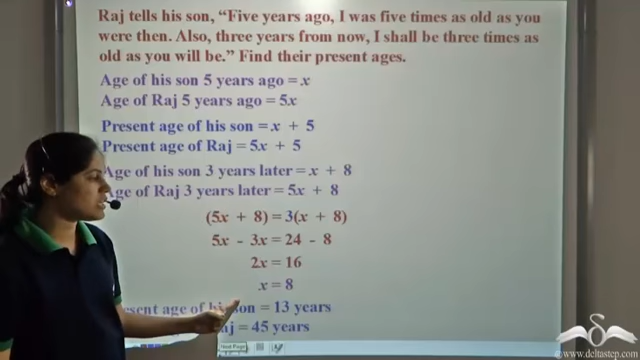 Raj tells his son, “Five years ago, I was five times as old as you
were then. Also, three years from now, I shall be three times as
old as you will be.” Find their present ages.
Age of his son 5 years ago = x
Age of Raj 5 years ago = 5x
Present age of his son = x + 5
Present age of Raj = 5x + 5
Age of his son 3 years later = x + 8
Age of Raj 3 years later = 5x + 8
(5x + 8) = 3(x + 8)
5x - 3x = 24 - 8
2x = 16
x = 8
age of his son = 13 years
= 45 years
Next Page
©www.deltastep.com